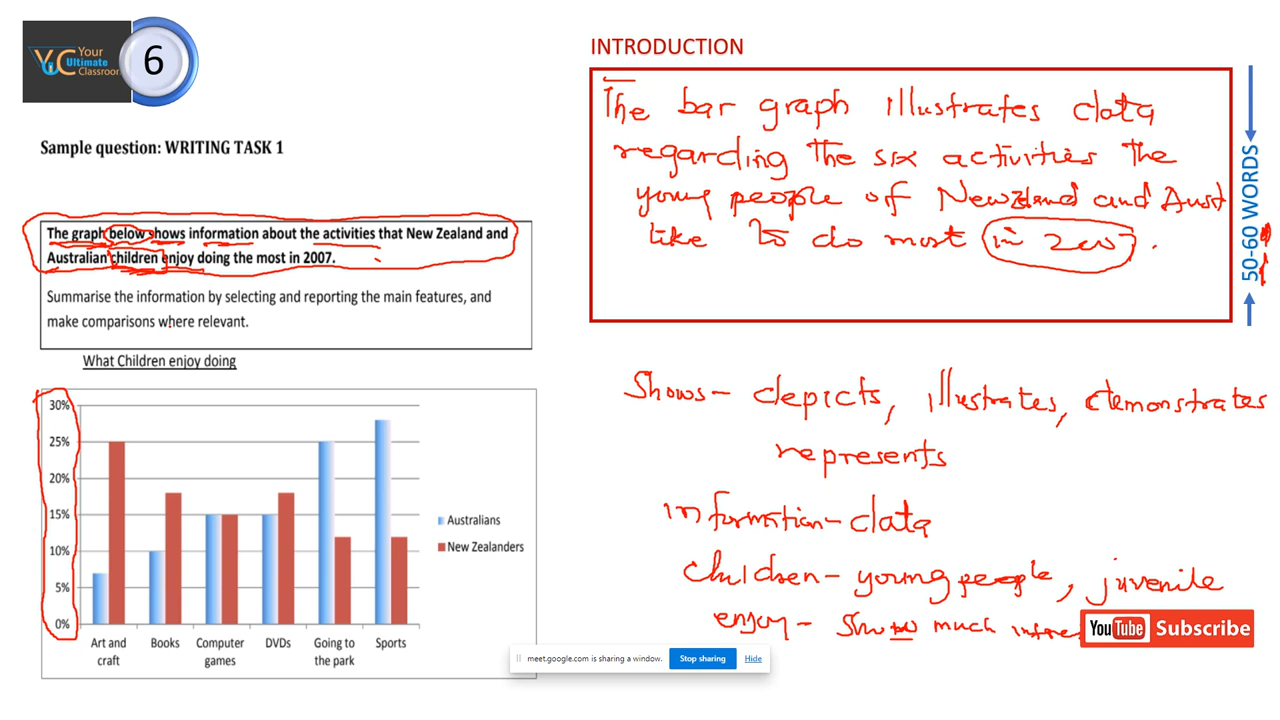 Your
Ultimate
Classroom
6
Sample question: WRITING TASK 1
The graph below shows information about the activities that New Zealand and
Australian children enjoy doing the most in 2007.
Summarise the information by selecting and reporting the main features, and
make comparisons where relevant.
What Children enjoy doing
30%
25%
20%
15%
10%
5%
0%
Art and
craft
Books
Computer
games
DVDs
Going to
the park
Sports
Australians
New Zealanders
INTRODUCTION
The bar graph illustrates data
regarding the six activities the
young people of Newzeland and Aust
like to do most in 2007.
50-60 WORDS
Shows- depicts, illustrates, demonstrates
represents
information- data
children- young people, juvenile
enjoy- show much
YouTube Subscribe
meet.google.com is sharing a window.
Stop sharing
Hide